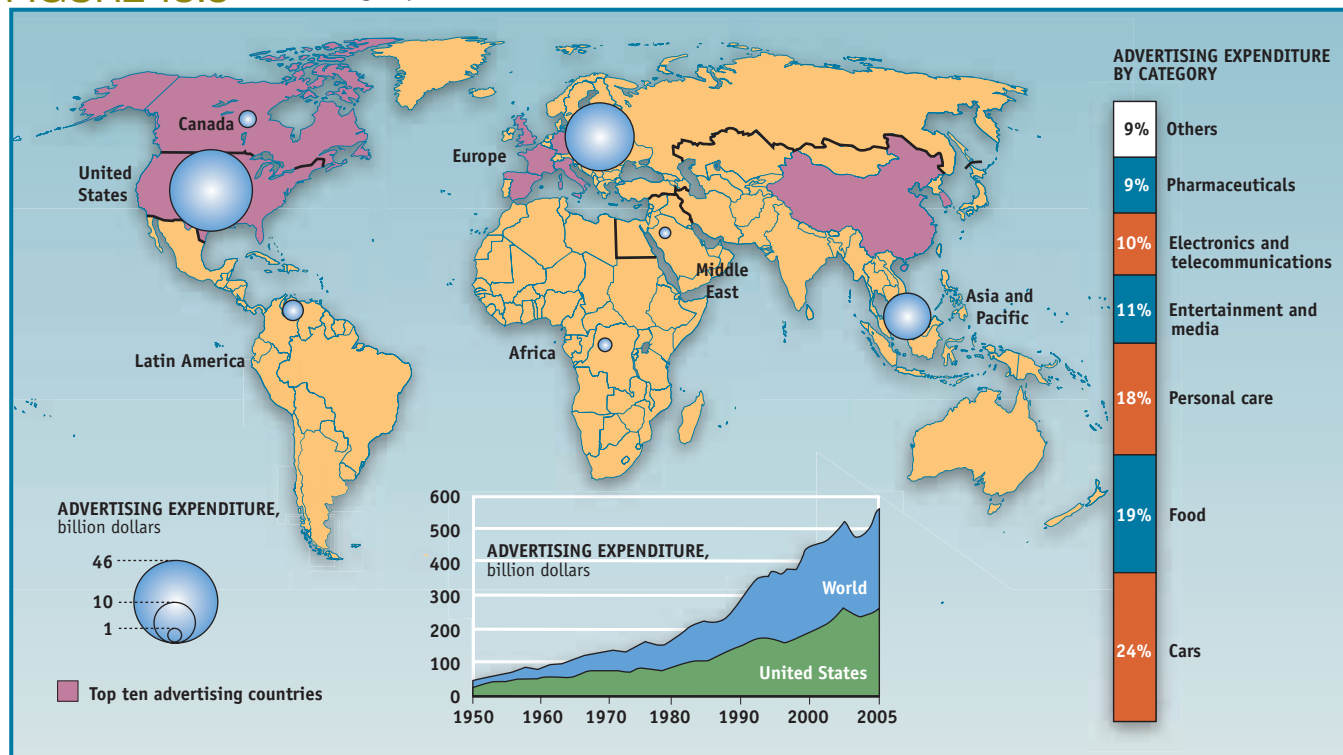 ADVERTISING EXPENDITURE
BY CATEGORY
9% Others
9% Pharmaceuticals
10% Electronics and
telecommunications
11% Entertainment and
media
18% Personal care
19% Food
24% Cars
Canada
United
States
Europe
Middle
East
Asia and
Pacific
Latin America
Africa
ADVERTISING EXPENDITURE,
billion dollars
46
10
1
Top ten advertising countries
600
500
400
300
200
100
0
ADVERTISING EXPENDITURE,
billion dollars
World
United States
1950 1960 1970 1980 1990 2000 2005